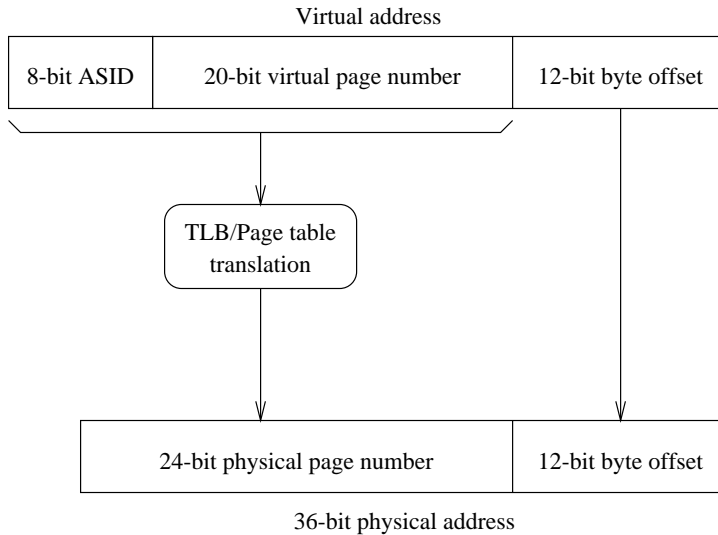 Virtual address
8-bit ASID
20-bit virtual page number
12-bit byte offset
TLB/Page table
translation
24-bit physical page number
12-bit byte offset
36-bit physical address